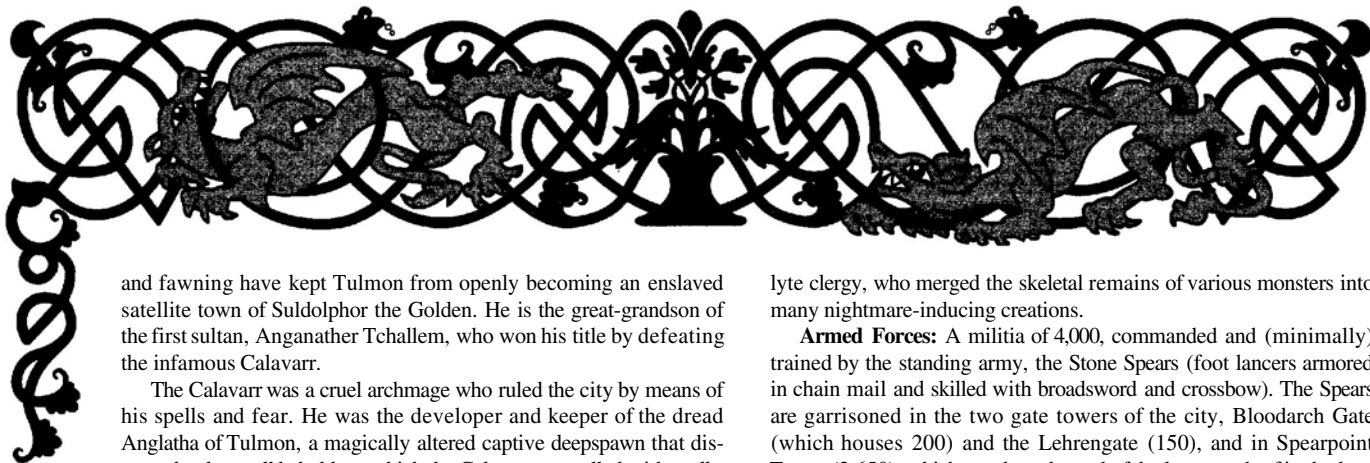 and fawning have kept Tulmon from openly becoming an enslaved
satellite town of Suldolphor the Golden. He is the great-grandson of
the first sultan, Anganather Tchallem, who won his title by defeating
the infamous Calavarr.
The Calavarr was a cruel archmage who ruled the city by means of
his spells and fear. He was the developer and keeper of the dread
Anglatha of Tulmon, a magically altered captive deepspawn that dis-
lyte clergy, who merged the skeletal remains of various monsters into
many nightmare-inducing creations.
Armed Forces: A militia of 4,000, commanded and (minimally)
trained by the standing army, the Stone Spears (foot lancers armored
in chain mail and skilled with broadsword and crossbow). The Spears
are garrisoned in the two gate towers of the city, Bloodarch Gate
(which houses 200) and the Lehrengate (150), and in Spearpoint